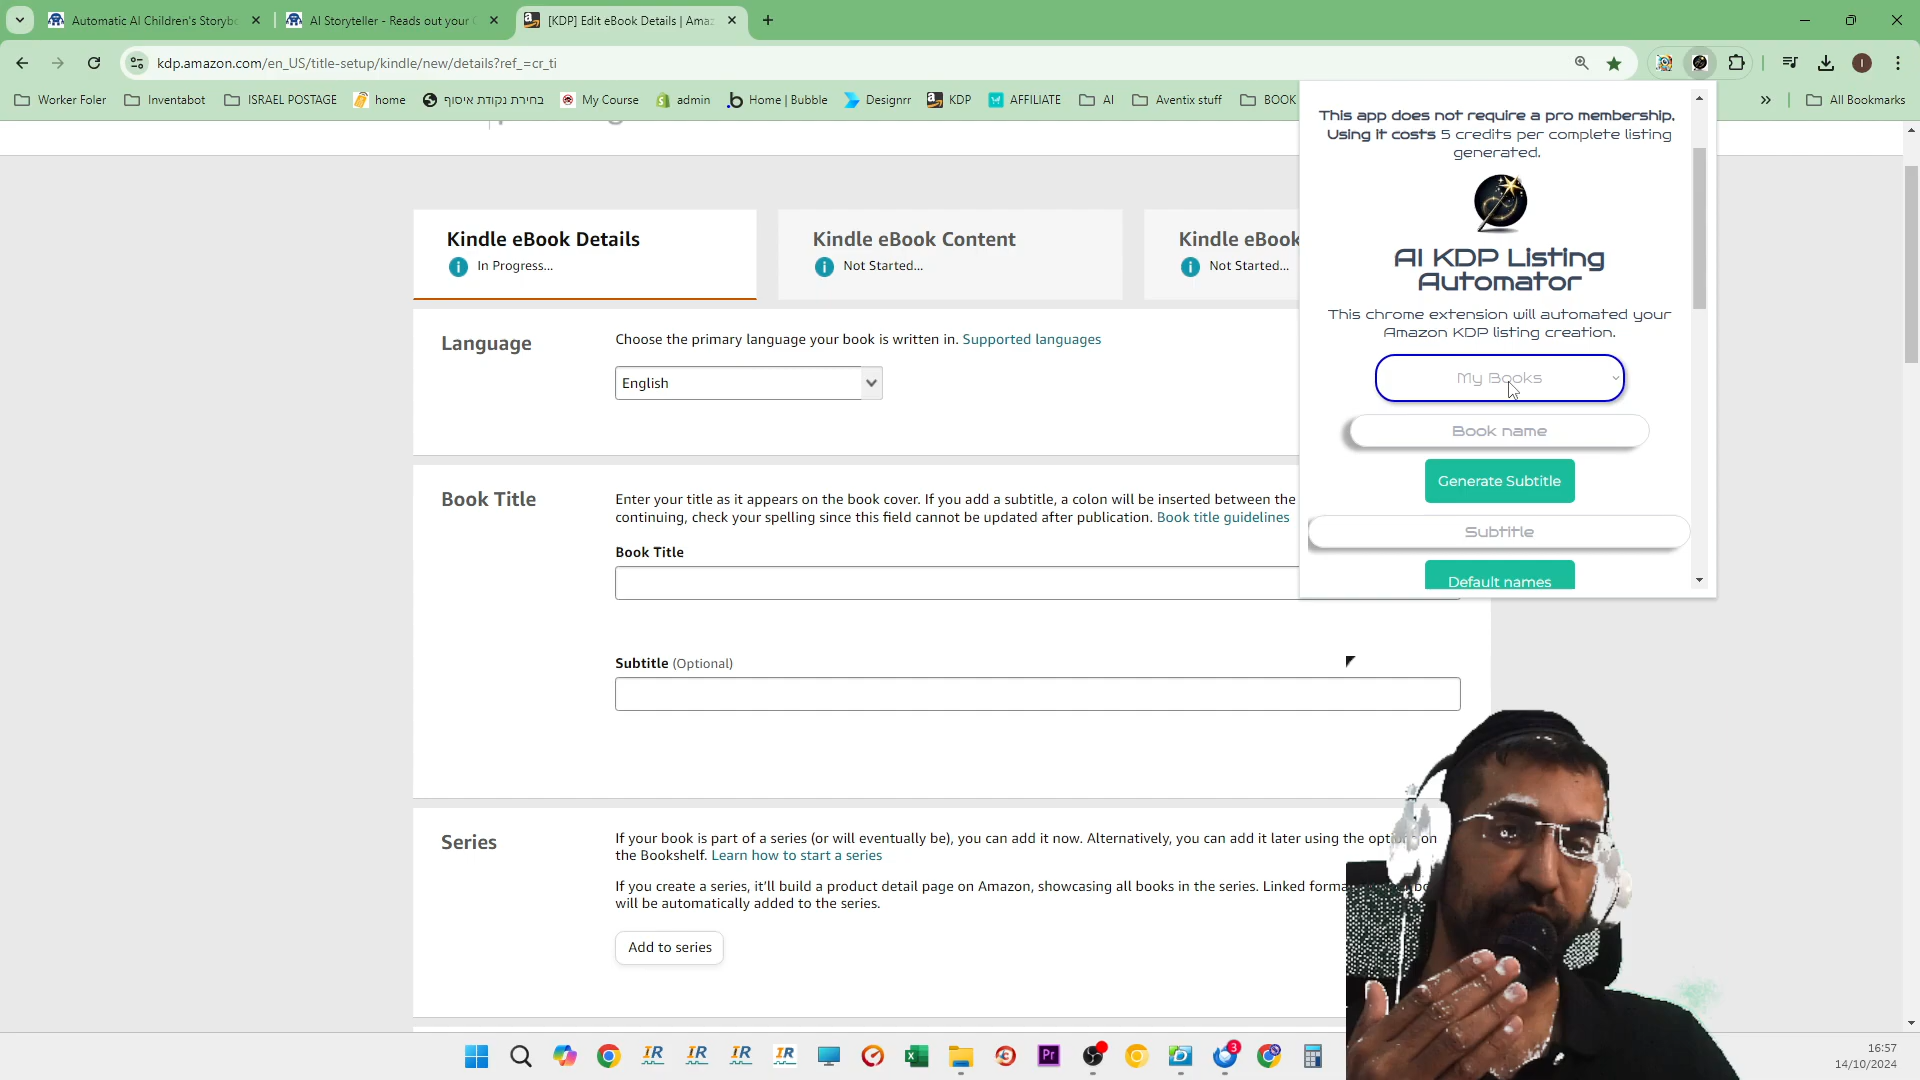 Automatic AI Children's Storybo
AI Storyteller - Reads out your
[KDP] Edit eBook Details | Amaz
kdp.amazon.com/en_US/title-setup/kindle/new/details?ref_=cr_ti
Worker Foler
Inventabot
ISRAEL POSTAGE
home
בחירת נקודת איסוף
My Course
admin
Home | Bubble
Designrr
KDP
AFFILIATE
AI
Aventix stuff
BOOK
All Bookmarks
This app does not require a pro membership,
Using it costs 5 credits per complete listing
generated.
AI KDP Listing
Automator
This chrome extension will automated your
Amazon KDP listing creation.
My Books
Book name
Generate Subtitle
Subtitle
Default names
Kindle eBook Details
In Progress...
Kindle eBook Content
Not Started...
Kindle eBook
Not Started...
Language
Choose the primary language your book is written in. Supported languages
English
Book Title
Enter your title as it appears on the book cover. If you add a subtitle, a colon will be inserted between the
continuing, check your spelling since this field cannot be updated after publication. Book title guidelines
Book Title
Subtitle (Optional)
Series
If your book is part of a series (or will eventually be), you can add it now. Alternatively, you can add it later using the on
the Bookshelf. Learn how to start a series
If you create a series, it'll build a product detail page on Amazon, showcasing all books in the series. Linked
will be automatically added to the series.
Add to series
IR
IR
IR
IR
Pr
3
16:57
14/10/2024